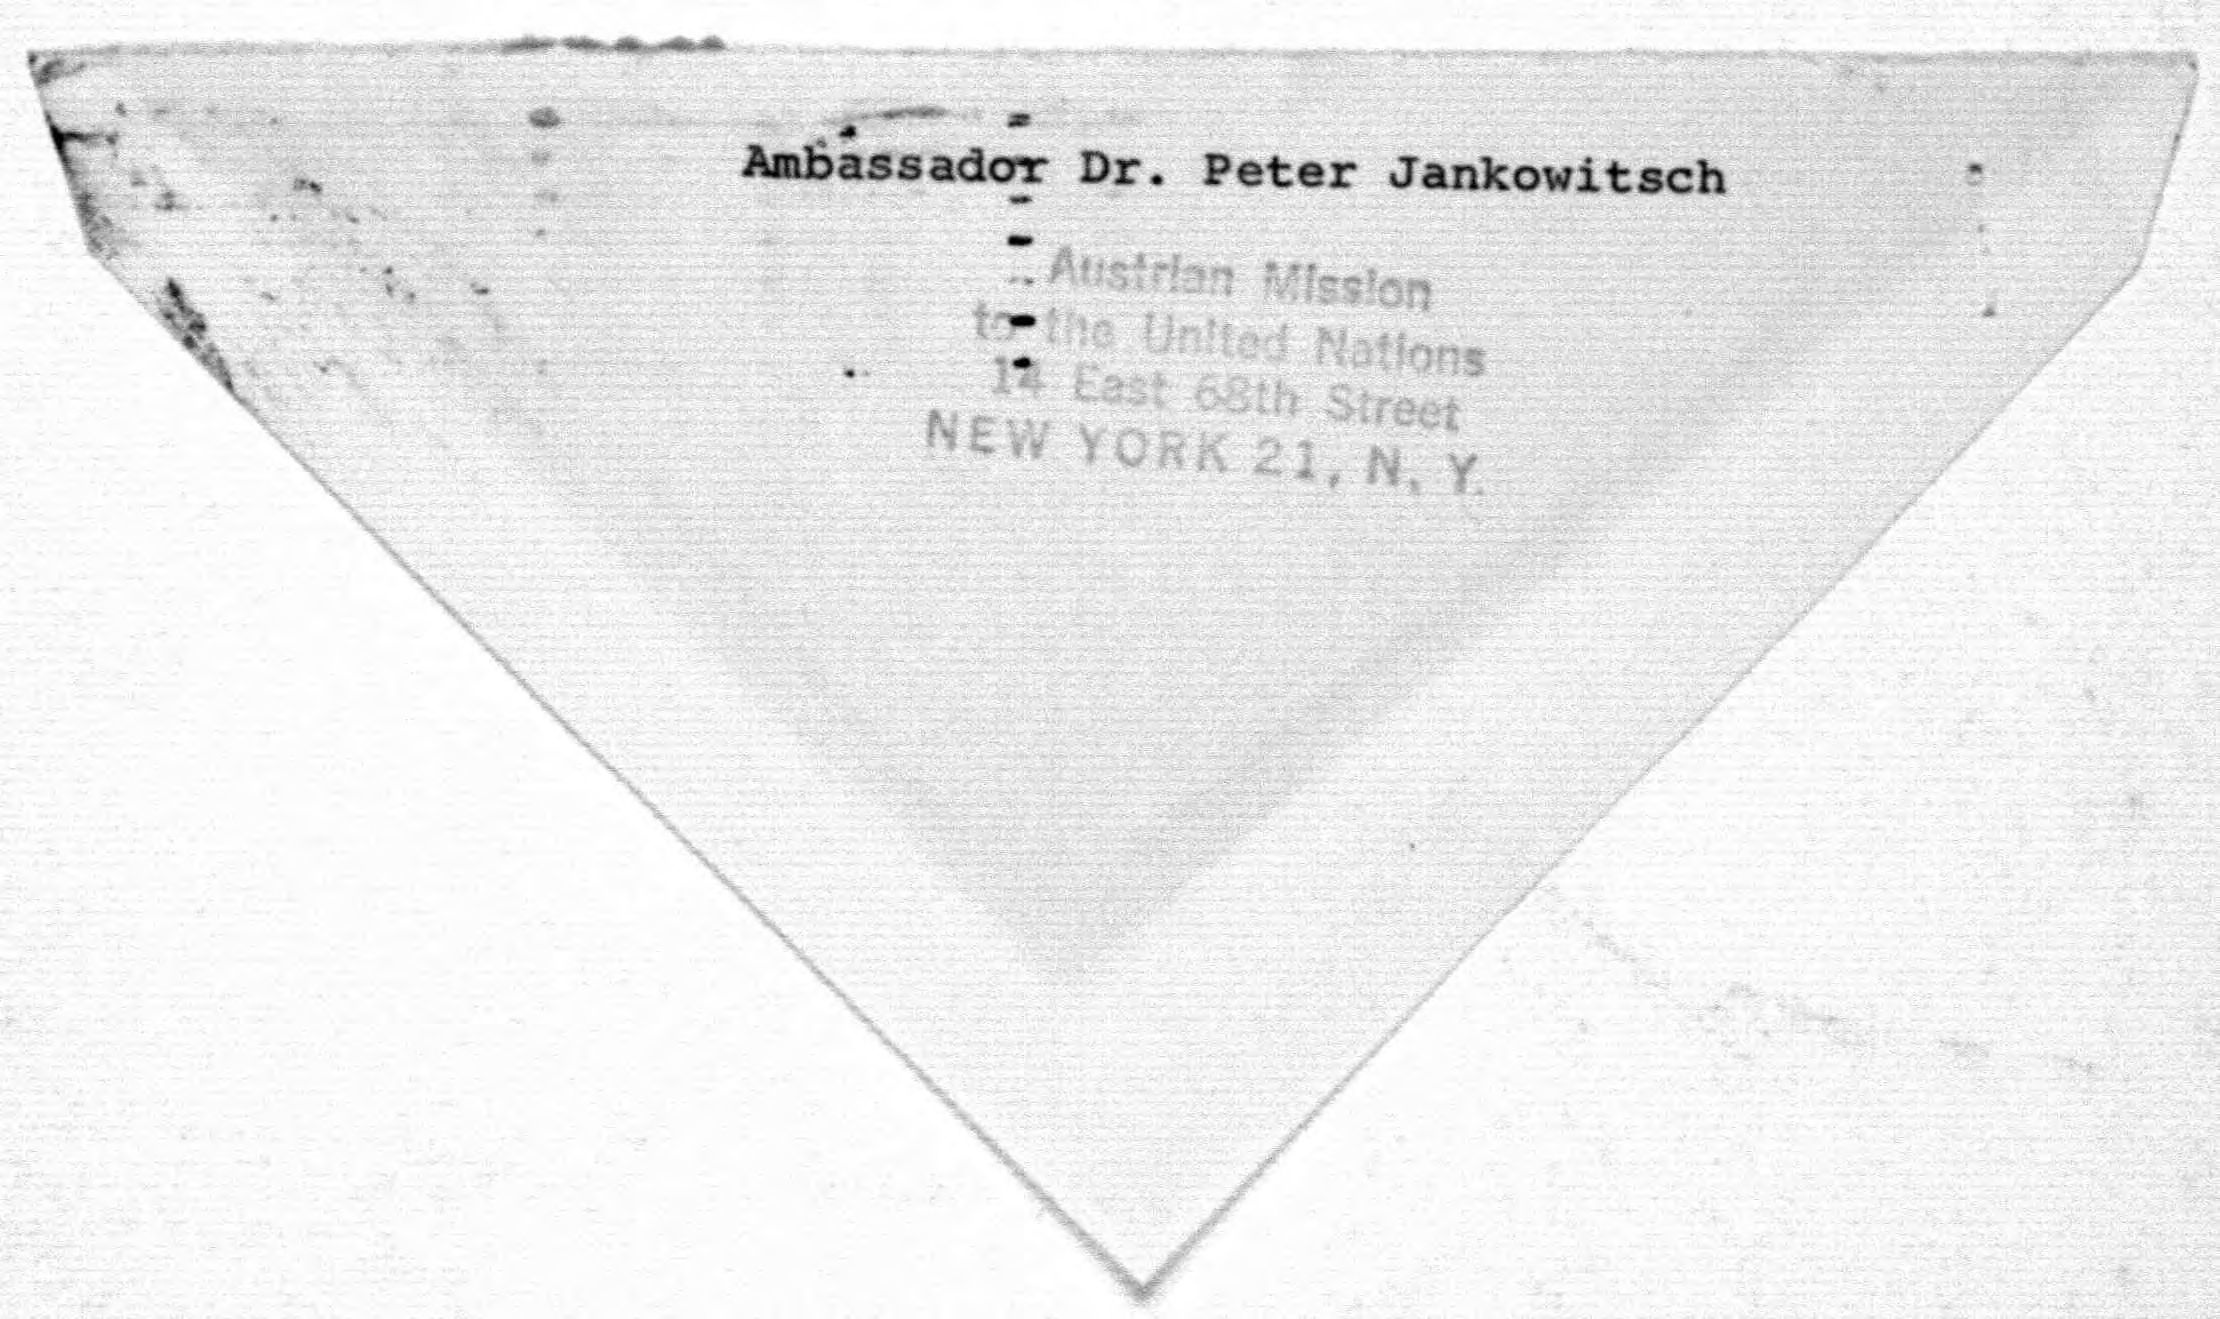 Ambassador Dr. Peter Jankowitsch
Austrian Mission
to the United Nations
14 East 68th Street
NEW YORK 21, N. Y.